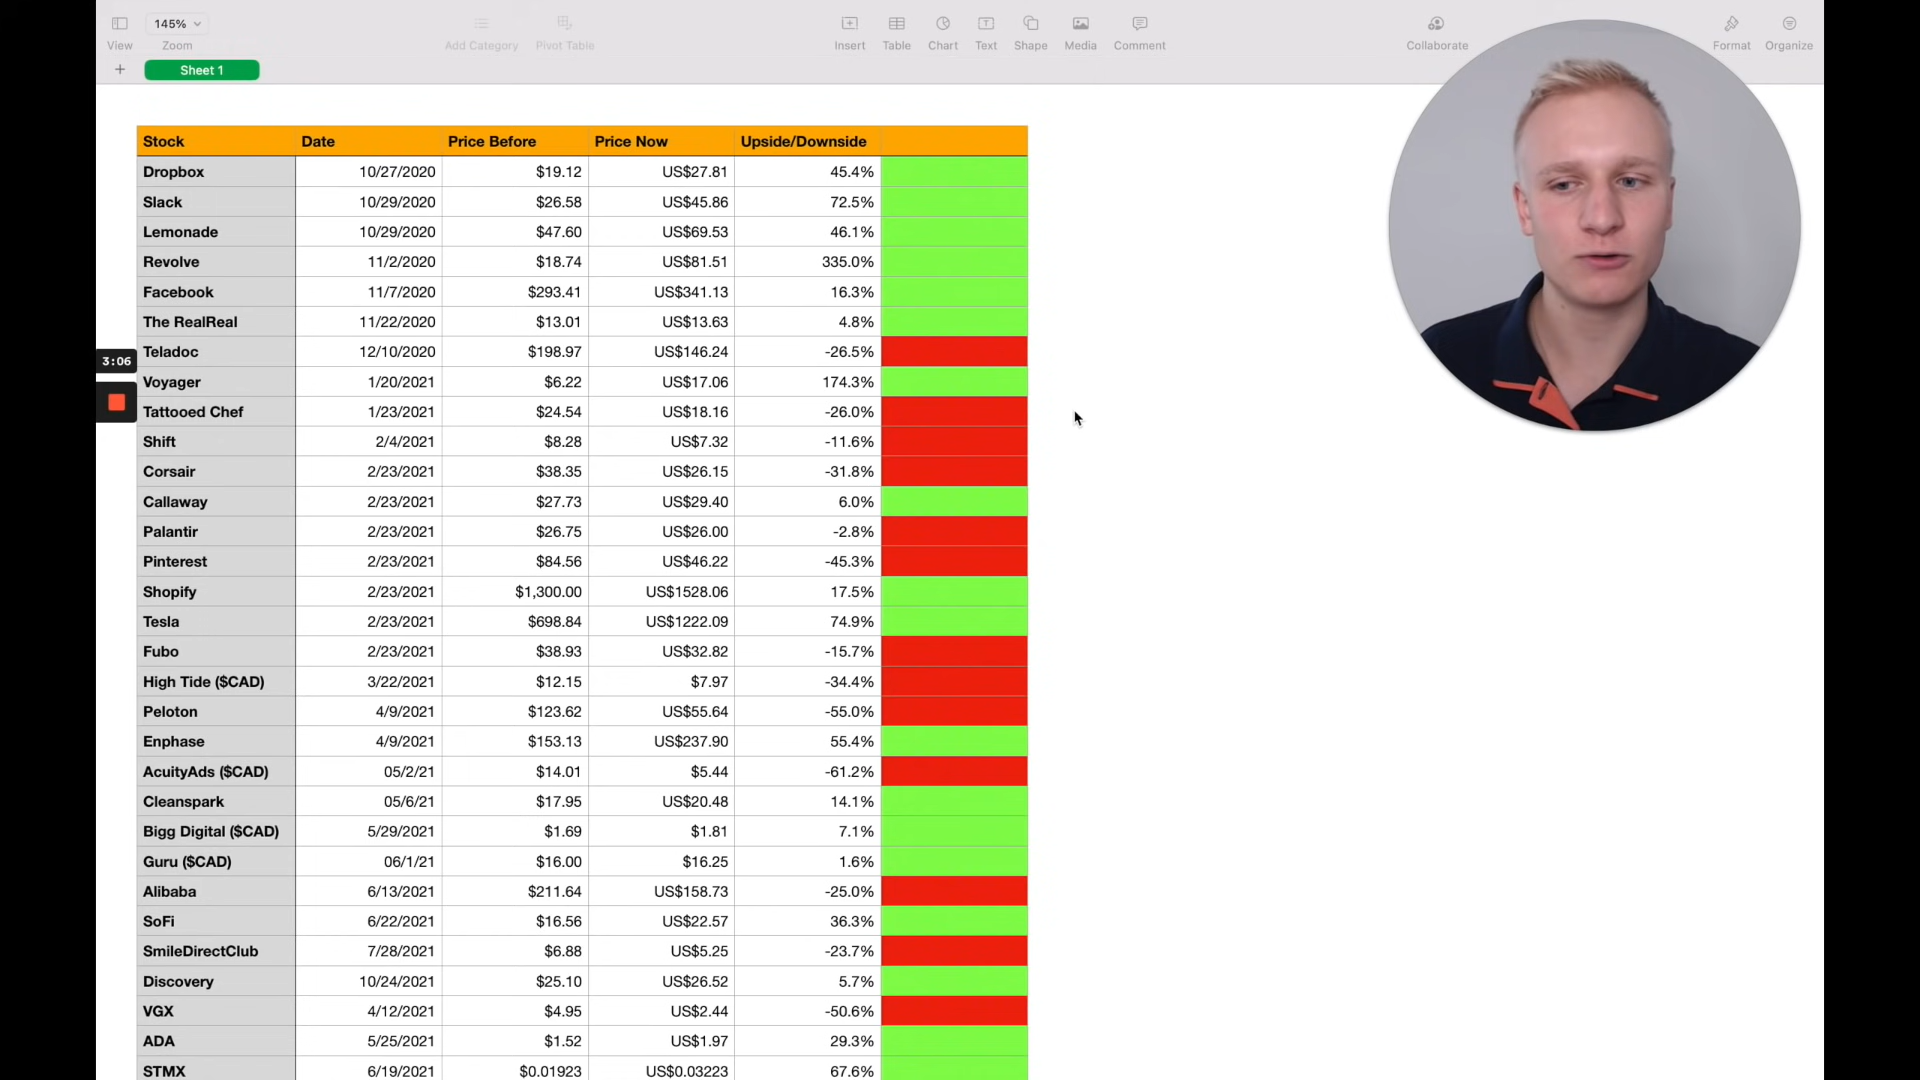 145%
View Zoom Add Category Pivot Table Insert Table Chart Text Shape Media Comment Collaborate Format Organize
+ Sheet 1
Stock Date Price Before Price Now Upside/Downside
Dropbox 10/27/2020 $19.12 US$27.81 45.4%
Slack 10/29/2020 $26.58 US$45.86 72.5%
Lemonade 10/29/2020 $47.60 US$69.53 46.1%
Revolve 11/2/2020 $18.74 US$81.51 335.0%
Facebook 11/7/2020 $293.41 US$341.13 16.3%
The RealReal 11/22/2020 $13.01 US$13.63 4.8%
Teladoc 12/10/2020 $198.97 US$146.24 -26.5%
3:06
Voyager 1/20/2021 $6.22 US$17.06 174.3%
Tattooed Chef 1/23/2021 $24.54 US$18.16 -26.0%
Shift 2/4/2021 $8.28 US$7.32 -11.6%
Corsair 2/23/2021 $38.35 US$26.15 -31.8%
Callaway 2/23/2021 $27.73 US$29.40 6.0%
Palantir 2/23/2021 $26.75 US$26.00 -2.8%
Pinterest 2/23/2021 $84.56 US$46.22 -45.3%
Shopify 2/23/2021 $1,300.00 US$1528.06 17.5%
Tesla 2/23/2021 $698.84 US$1222.09 74.9%
Fubo 2/23/2021 $38.93 US$32.82 -15.7%
High Tide ($CAD) 3/22/2021 $12.15 $7.97 -34.4%
Peloton 4/9/2021 $123.62 US$55.64 -55.0%
Enphase 4/9/2021 $153.13 US$237.90 55.4%
AcuityAds ($CAD) 05/2/21 $14.01 $5.44 -61.2%
Cleanspark 05/6/21 $17.95 US$20.48 14.1%
Bigg Digital ($CAD) 5/29/2021 $1.69 $1.81 7.1%
Guru ($CAD) 06/1/21 $16.00 $16.25 1.6%
Alibaba 6/13/2021 $211.64 US$158.73 -25.0%
SoFi 6/22/2021 $16.56 US$22.57 36.3%
SmileDirectClub 7/28/2021 $6.88 US$5.25 -23.7%
Discovery 10/24/2021 $25.10 US$26.52 5.7%
VGX 4/12/2021 $4.95 US$2.44 -50.6%
ADA 5/25/2021 $1.52 US$1.97 29.3%
STMX 6/19/2021 $0.01923 US$0.03223 67.6%